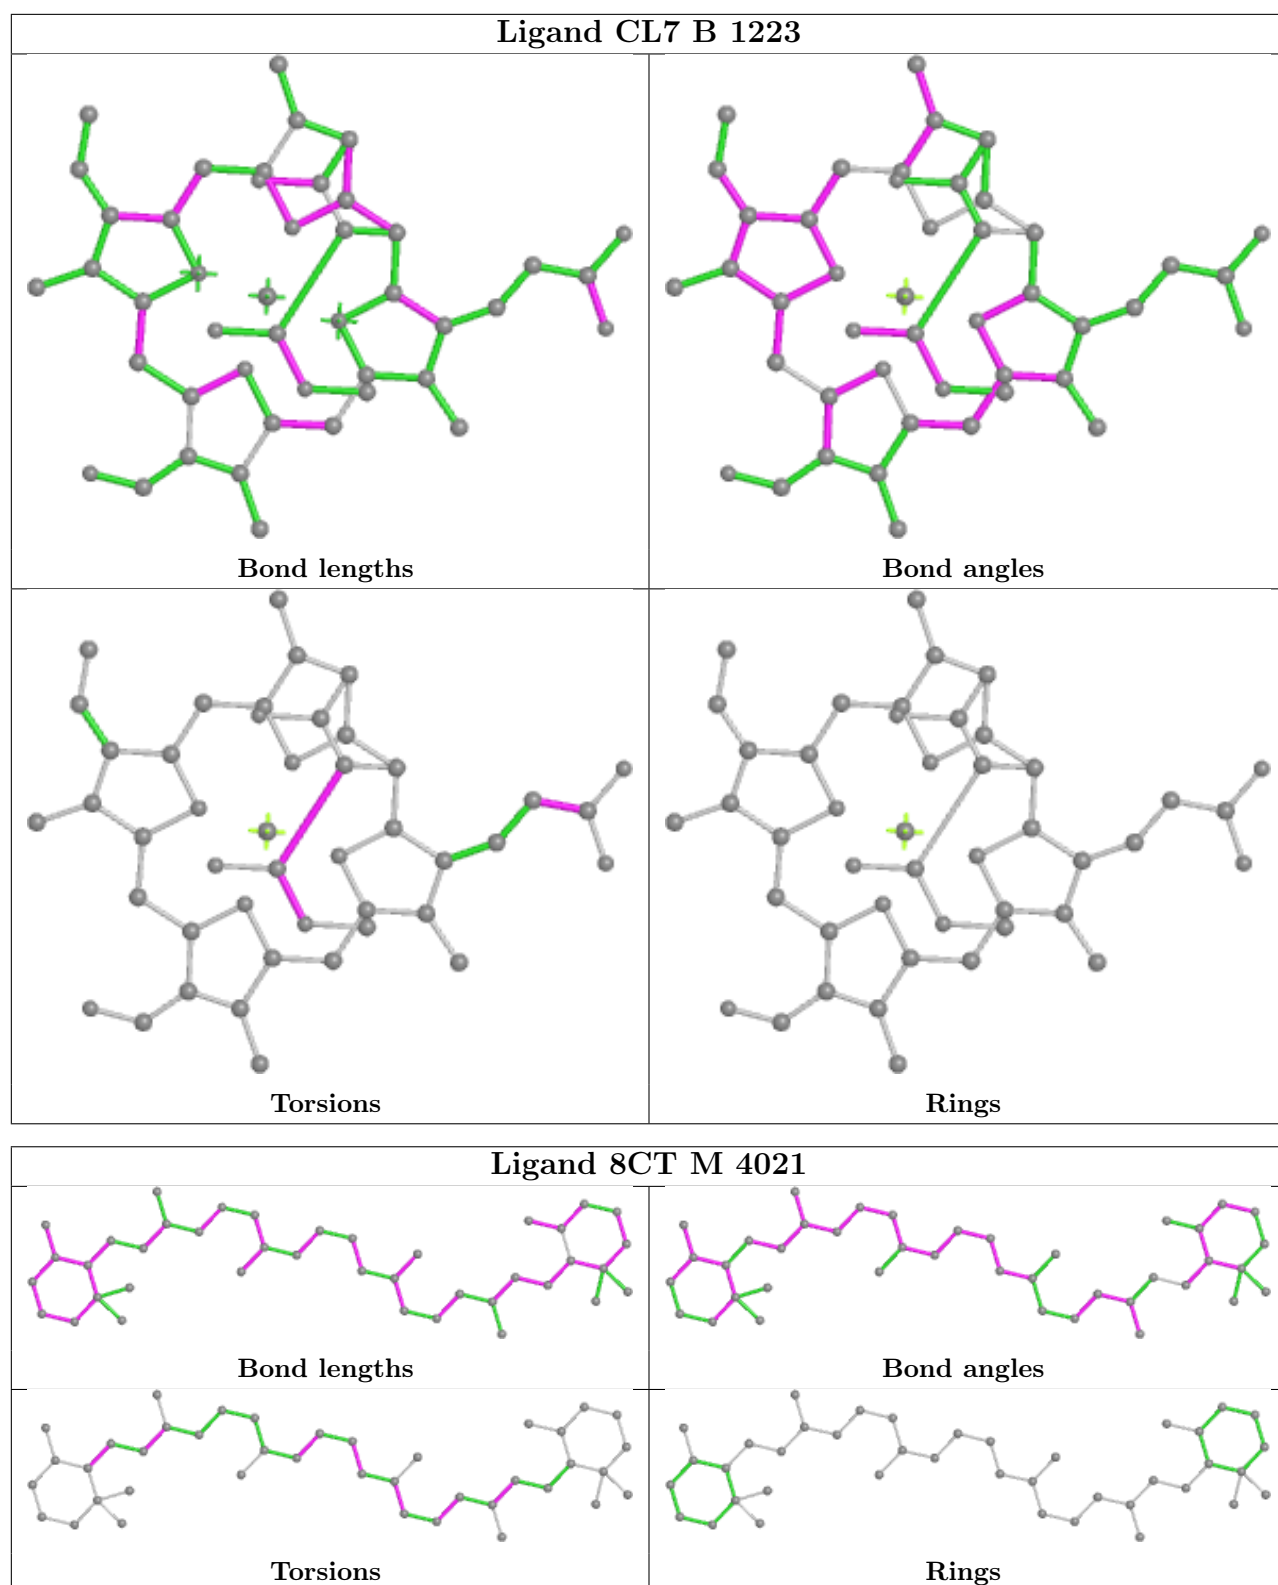 Ligand CL7 B 1223
Bond lengths
Bond angles
Torsions
Rings
Ligand 8CT M 4021
Bond lengths
Bond angles
Torsions
Rings